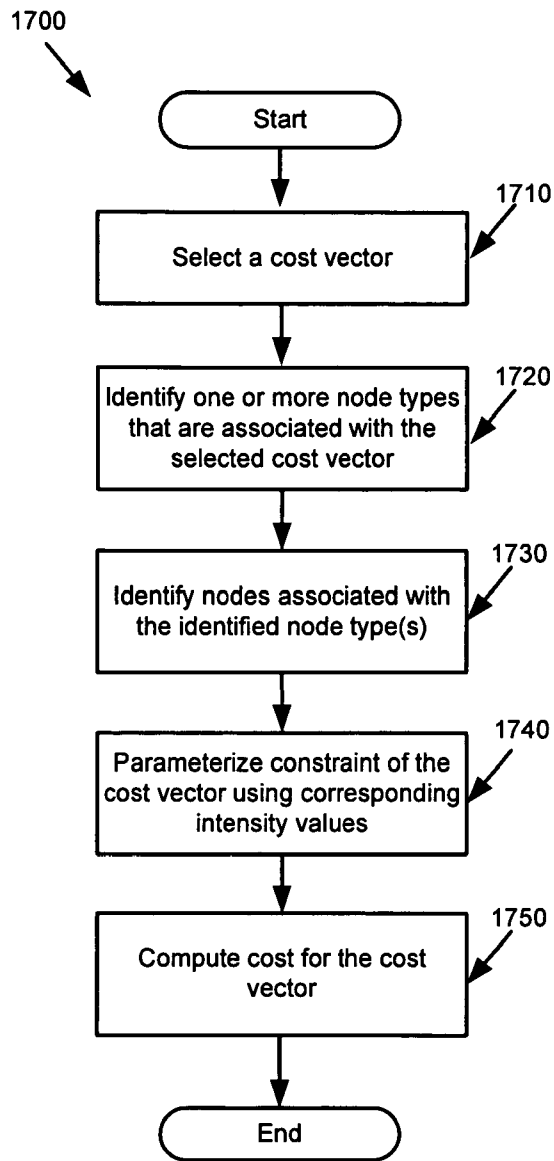 1700
Start
1710
Select a cost vector
1720
Identify one or more node types
that are associated with the
selected cost vector
1730
Identify nodes associated with
the identified node type(s)
1740
Parameterize constraint of the
cost vector using corresponding
intensity values
1750
Compute cost for the cost
vector
End